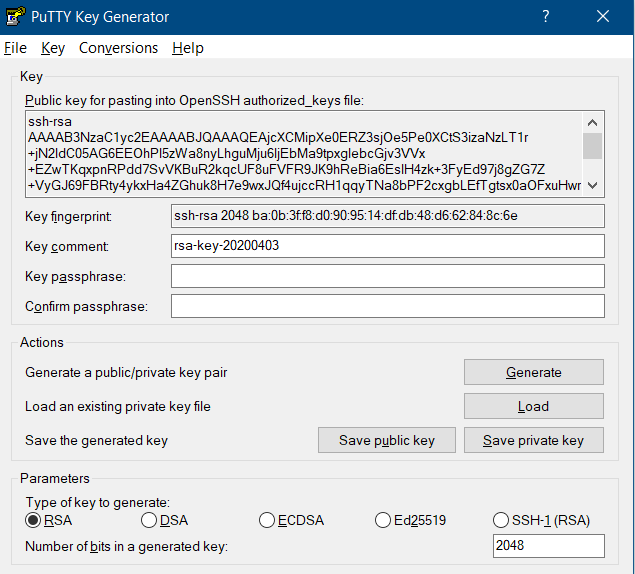 PuTTY Key Generator
File Key Conversions Help
Key
Public key for pasting into OpenSSH authorized_keys file:
ssh-rsa
AAAAB3NzaC1yc2EAAAABJQAAAQEAjcXCMipXe0ERZ3sjOe5Pe0XCtS3izaNzLT1r
+jN2IdC05AG6EEOhPI5zWa8nyLhguMju6ljEbMa9tpxgIebcGjv3VVx
+EZwTKqxpnRPdd7SvVKBuR2kqcUF8uFVFR9JK9hReBia6EslH4zk+3FyEd97j8gZG7Z
+VyGJ69FBRty4ykxHa4ZGhuk8H7e9wxJQf4ujccRH1qqyTNa8bPF2cxgbLEfTgtsx0aOFxuHwr
Key fingerprint: ssh-rsa 2048 ba:0b:3f:f8:d0:90:95:14:df:db:48:d6:62:84:8c:6e
Key comment: rsa-key-20200403
Key passphrase:
Confirm passphrase:
Actions
Generate a public/private key pair Generate
Load an existing private key file Load
Save the generated key Save public key Save private key
Parameters
Type of key to generate:
RSA DSA ECDSA Ed25519 SSH-1 (RSA)
Number of bits in a generated key: 2048